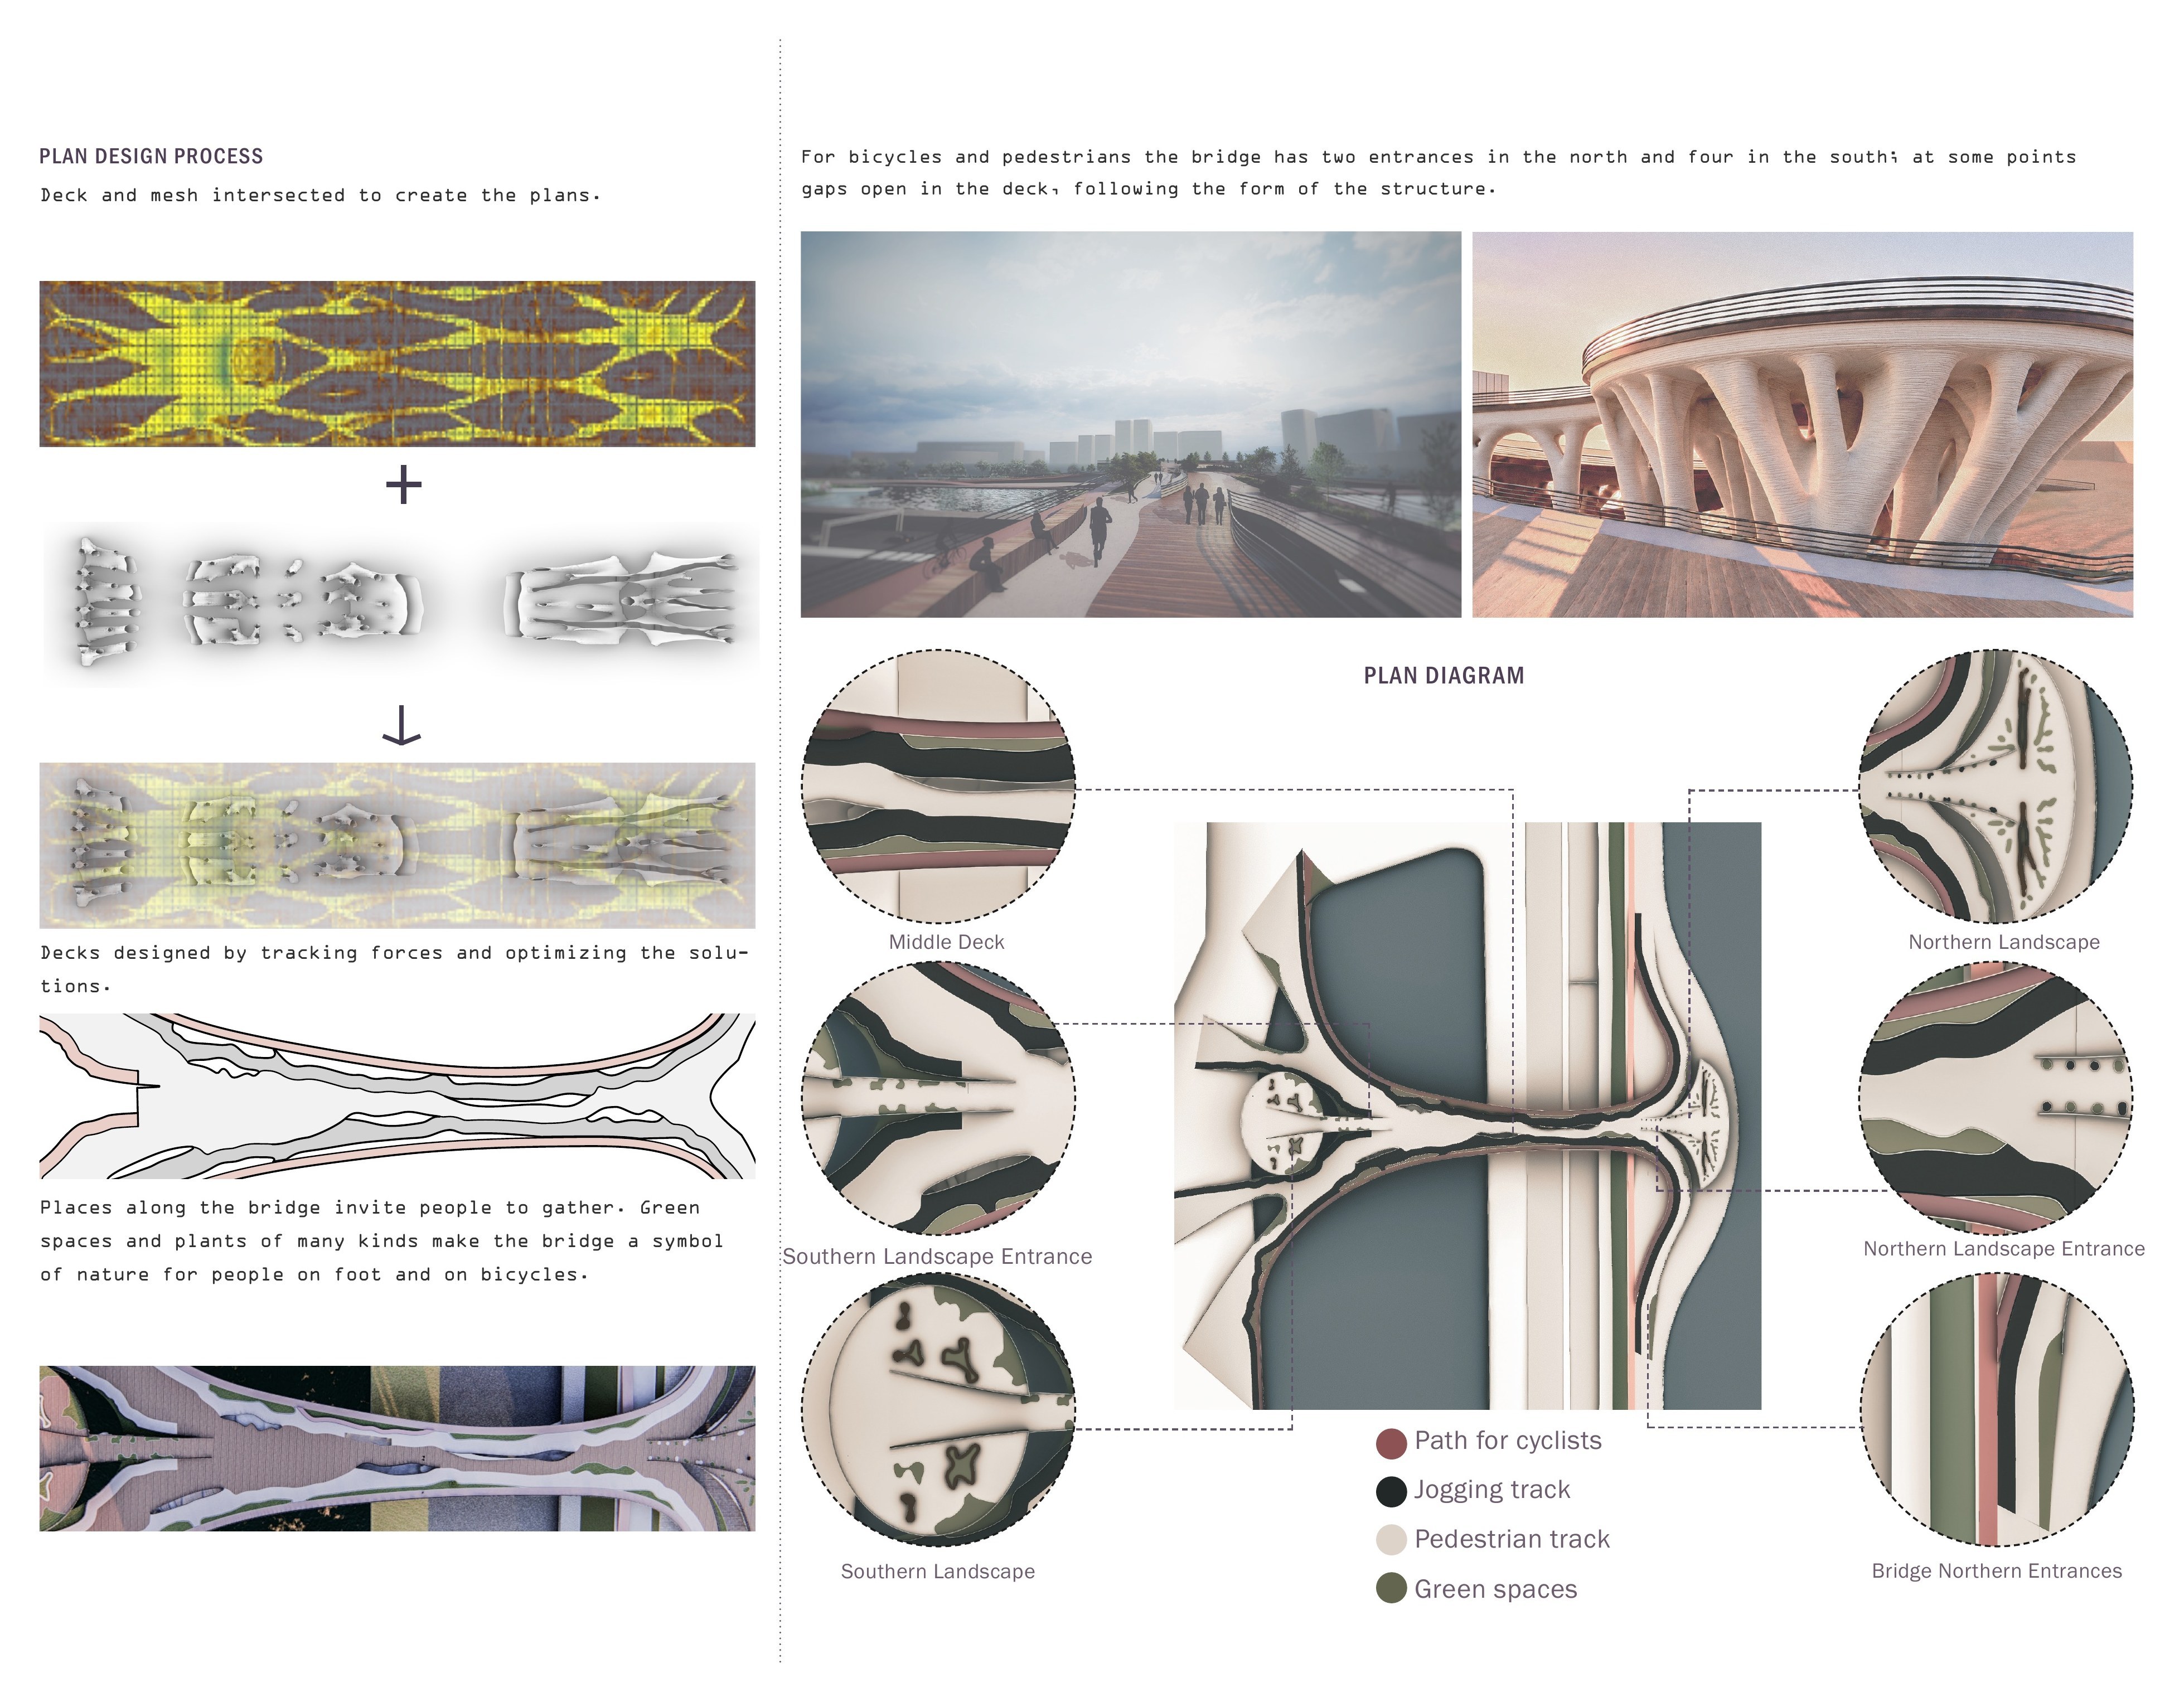 PLAN DESIGN PROCESS
Deck and mesh intersected to create the plans.
Decks designed by tracking forces and optimizing the solu-
tions.
Places along the bridge invite people to gather. Green
spaces and plants of many kinds make the bridge a symbol
of nature for people on foot and on bicycles.
For bicycles and pedestrians the bridge has two entrances in the north and four in the south; at some points
gaps open in the deck, following the form of the structure.
PLAN DIAGRAM
Middle Deck
Southern Landscape Entrance
Southern Landscape
Northern Landscape
Northern Landscape Entrance
Bridge Northern Entrances
Path for cyclists
Jogging track
Pedestrian track
Green spaces